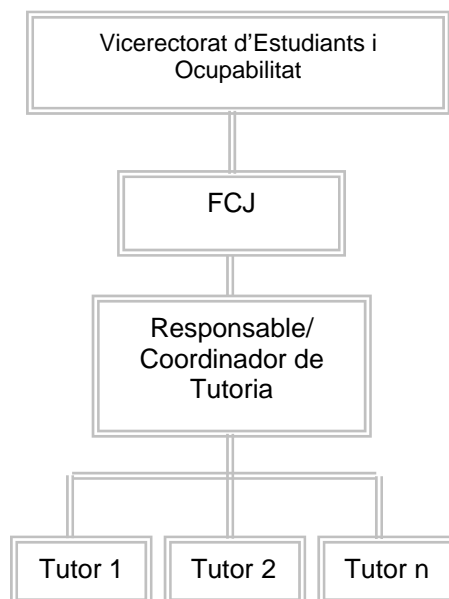 Vicerectorat d’Estudiants i
Ocupabilitat
FCJ
Responsable/
Coordinador de
Tutoria
Tutor 1
Tutor 2
Tutor n